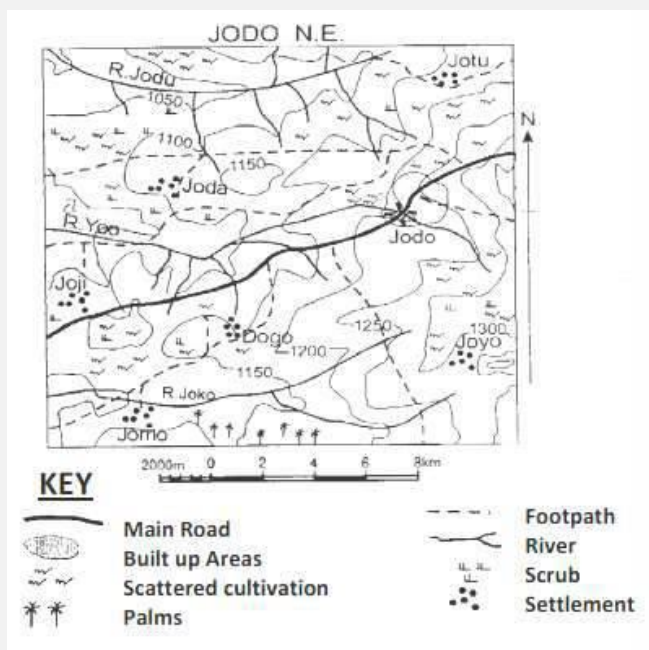 JODO N.E.
R.Jodu
Jotu
1050
N
1100
1150
Joda
R.Yoo
Jodo
Joji
1250
1300
Dogo
Joyo
1200
1150
R.Joko
Jomo
2000m 0 2 4 6 8km
KEY
Main Road
Built up Areas
Scattered cultivation
Palms
Footpath
River
Scrub
Settlement